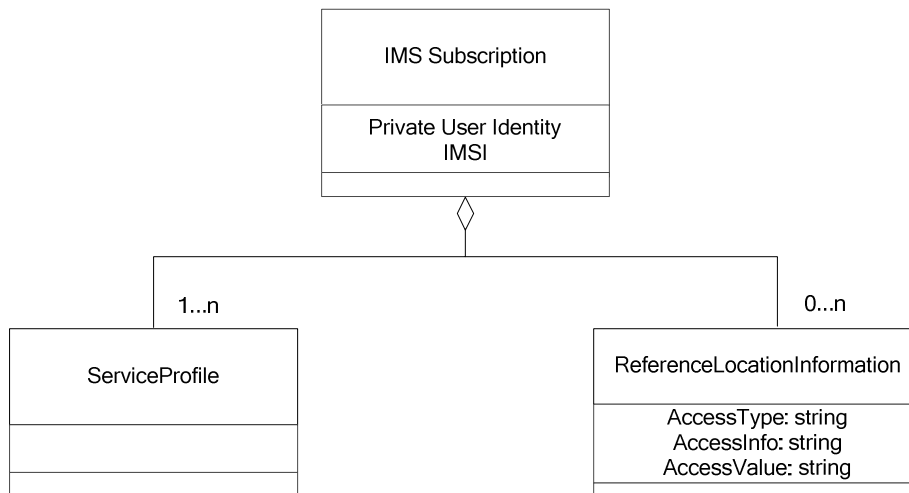 IMS Subscription
Private User Identity
IMSI
1...n
0...n
ServiceProfile
ReferenceLocationInformation
AccessType: string
AccessInfo: string
AccessValue: string